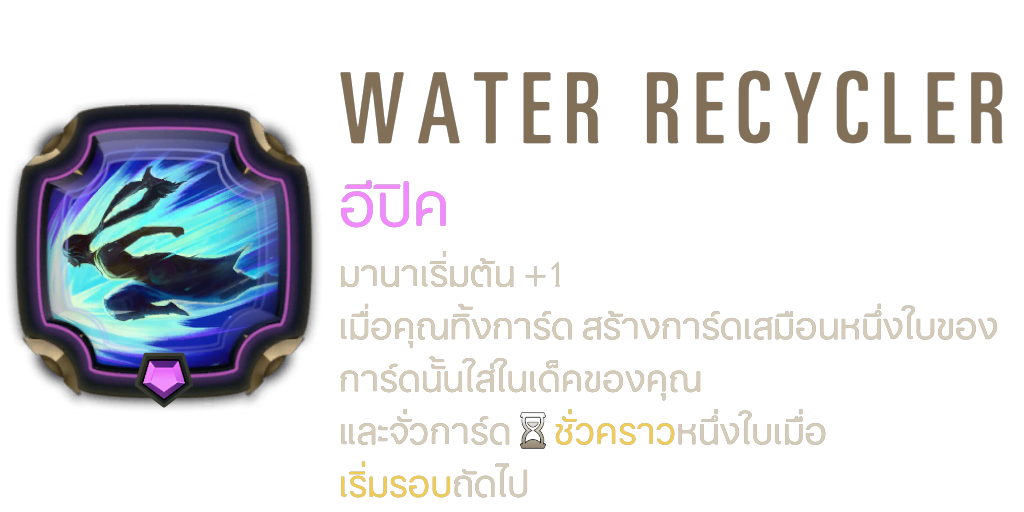 WATER RECYCLER
อีปิค
มานาเริ่มต้น +1
เมื่อคุณทิ้งการ์ด สร้างการ์ดเสมือนหนึ่งใบของ
การ์ดนั้นใส่ในเด็คของคุณ
และจั่วการ์ด ชั่วคราวหนึ่งใบเมื่อ
เริ่มรอบถัดไป